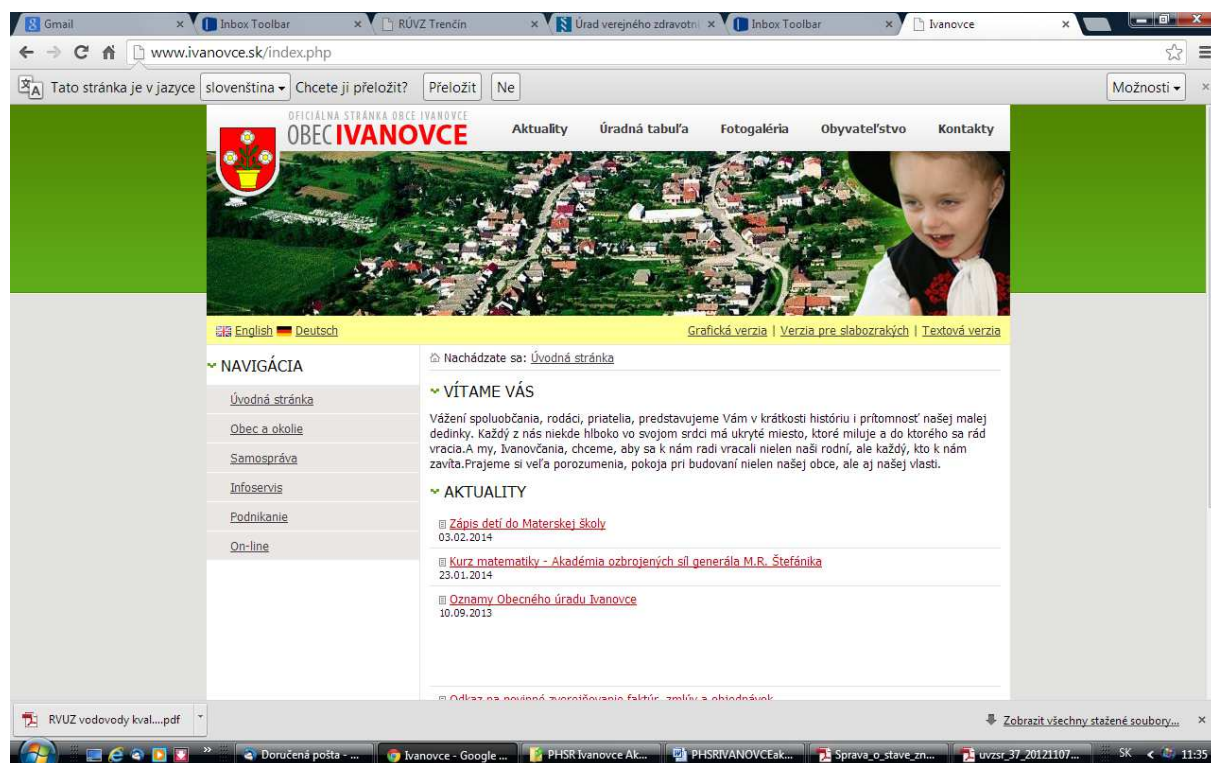 Gmail
Inbox Toolbar
RÚVZ Trenčín
Úrad verejného zdravotn
Inbox Toolbar
Ivanovce
www.ivanovce.sk/index.php
Tato stránka je v jazyce slovenština Chcete ji přeložit? Přeložit Ne Možnosti
OFICIÁLNA STRÁNKA OBCE IVANOVCE
OBEC IVANOVCE
Aktuality Úradná tabuľa Fotogaléria Obyvateľstvo Kontakty
English Deutsch
Grafická verzia | Verzia pre slabozrakých | Textová verzia
NAVIGÁCIA
Úvodná stránka
Obec a okolie
Samospráva
Infoservis
Podnikanie
On-line
Nachádzate sa: Úvodná stránka
VÍTAME VÁS
Vážení spoluobčania, rodáci, priatelia, predstavujeme Vám v krátkosti históriu i prítomnosť našej malej
dedinky. Každý z nás niekde hlboko vo svojom srdci má ukryté miesto, ktoré miluje a do ktorého sa rád
vracia.A my, Ivanovčania, chceme, aby sa k nám radi vracali nielen naši rodní, ale každý, kto k nám
zavíta.Prajeme si veľa porozumenia, pokoja pri budovaní nielen našej obce, ale aj našej vlasti.
AKTUALITY
Zápis detí do Materskej školy
03.02.2014
Kurz matematiky - Akadémia ozbrojených síl generála M.R. Štefánika
23.01.2014
Oznamy Obecného úradu Ivanovce
10.09.2013
Odkaz na povinné zverejňovanie faktúr, zmlúv a objednávok
RVUZ vodovody kval....pdf
Zobrazit všechny stažené soubory...
Doručená pošta - ...
Ivanovce - Google ...
PHSR Ivanovce Ak...
PHSRIVANOVCEak...
Sprava_o_stave_zn...
uvzsr_37_20121107...
SK
11:35